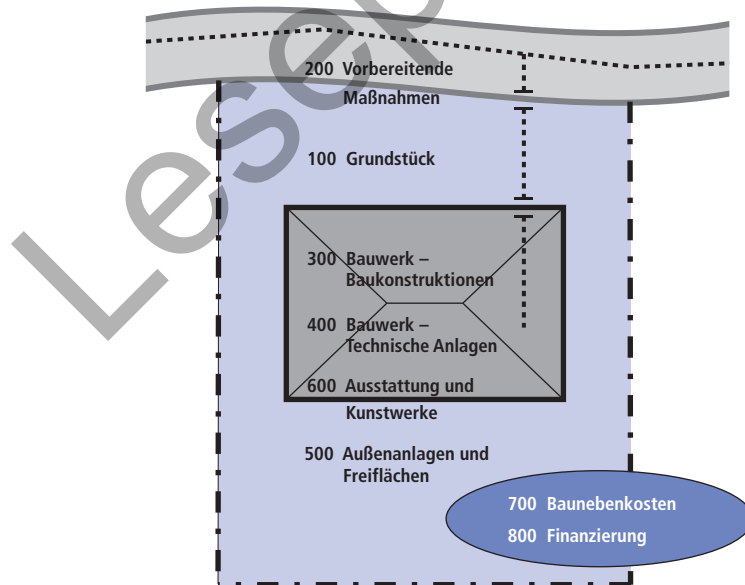 200 Vorbereitende
Maßnahmen
100 Grundstück
300 Bauwerk –
Baukonstruktionen
400 Bauwerk –
Technische Anlagen
600 Ausstattung und
Kunstwerke
500 Außenanlagen und
Freiflächen
700 Baunebenkosten
800 Finanzierung
Lesep